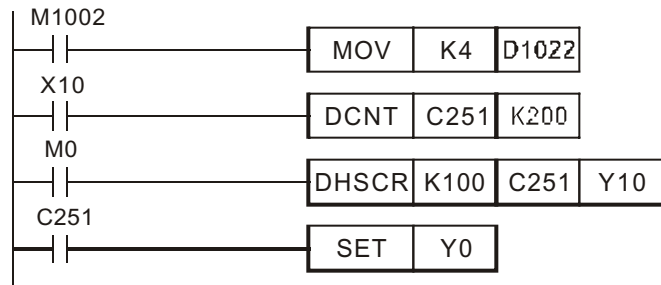 M1002
MOV K4 D1022
X10
DCNT C251 K200
M0
DHSCR K100 C251 Y10
C251
SET Y0